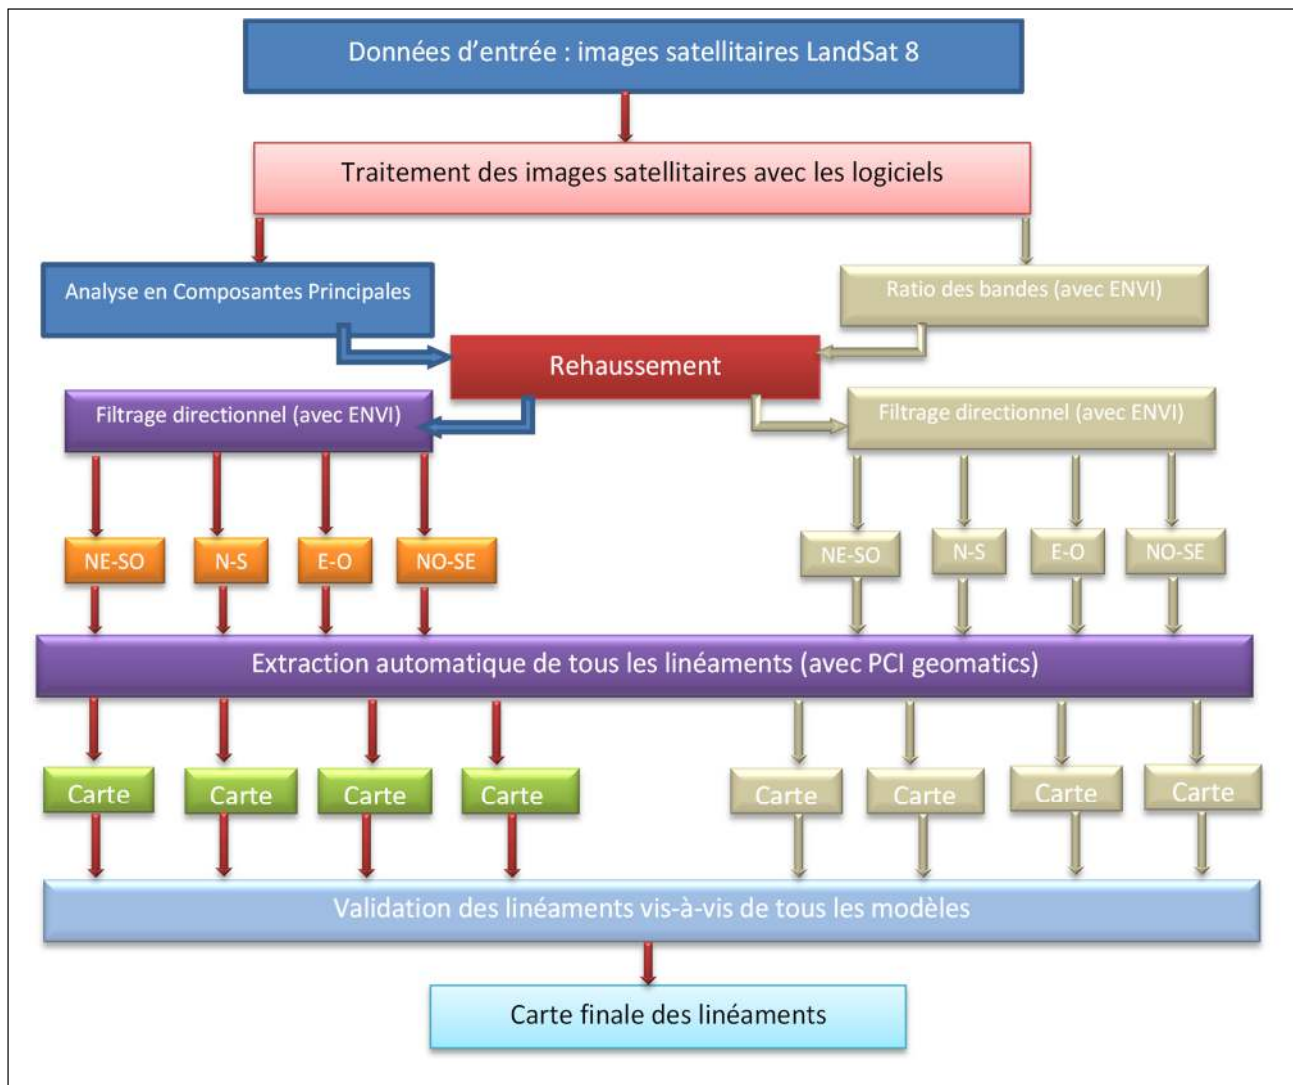 Données d'entrée : images satellitaires LandSat 8
Traitement des images satellitaires avec les logiciels
Analyse en Composantes Principales
Ratio des bandes (avec ENVI)
Rehaussement
Filtrage directionnel (avec ENVI)
Filtrage directionnel (avec ENVI)
NE-SO
N-S
E-O
NO-SE
NE-SO
N-S
E-O
NO-SE
Extraction automatique de tous les linéaments (avec PCI geomatics)
Carte
Carte
Carte
Carte
Carte
Carte
Carte
Carte
Validation des linéaments vis-à-vis de tous les modèles
Carte finale des linéaments